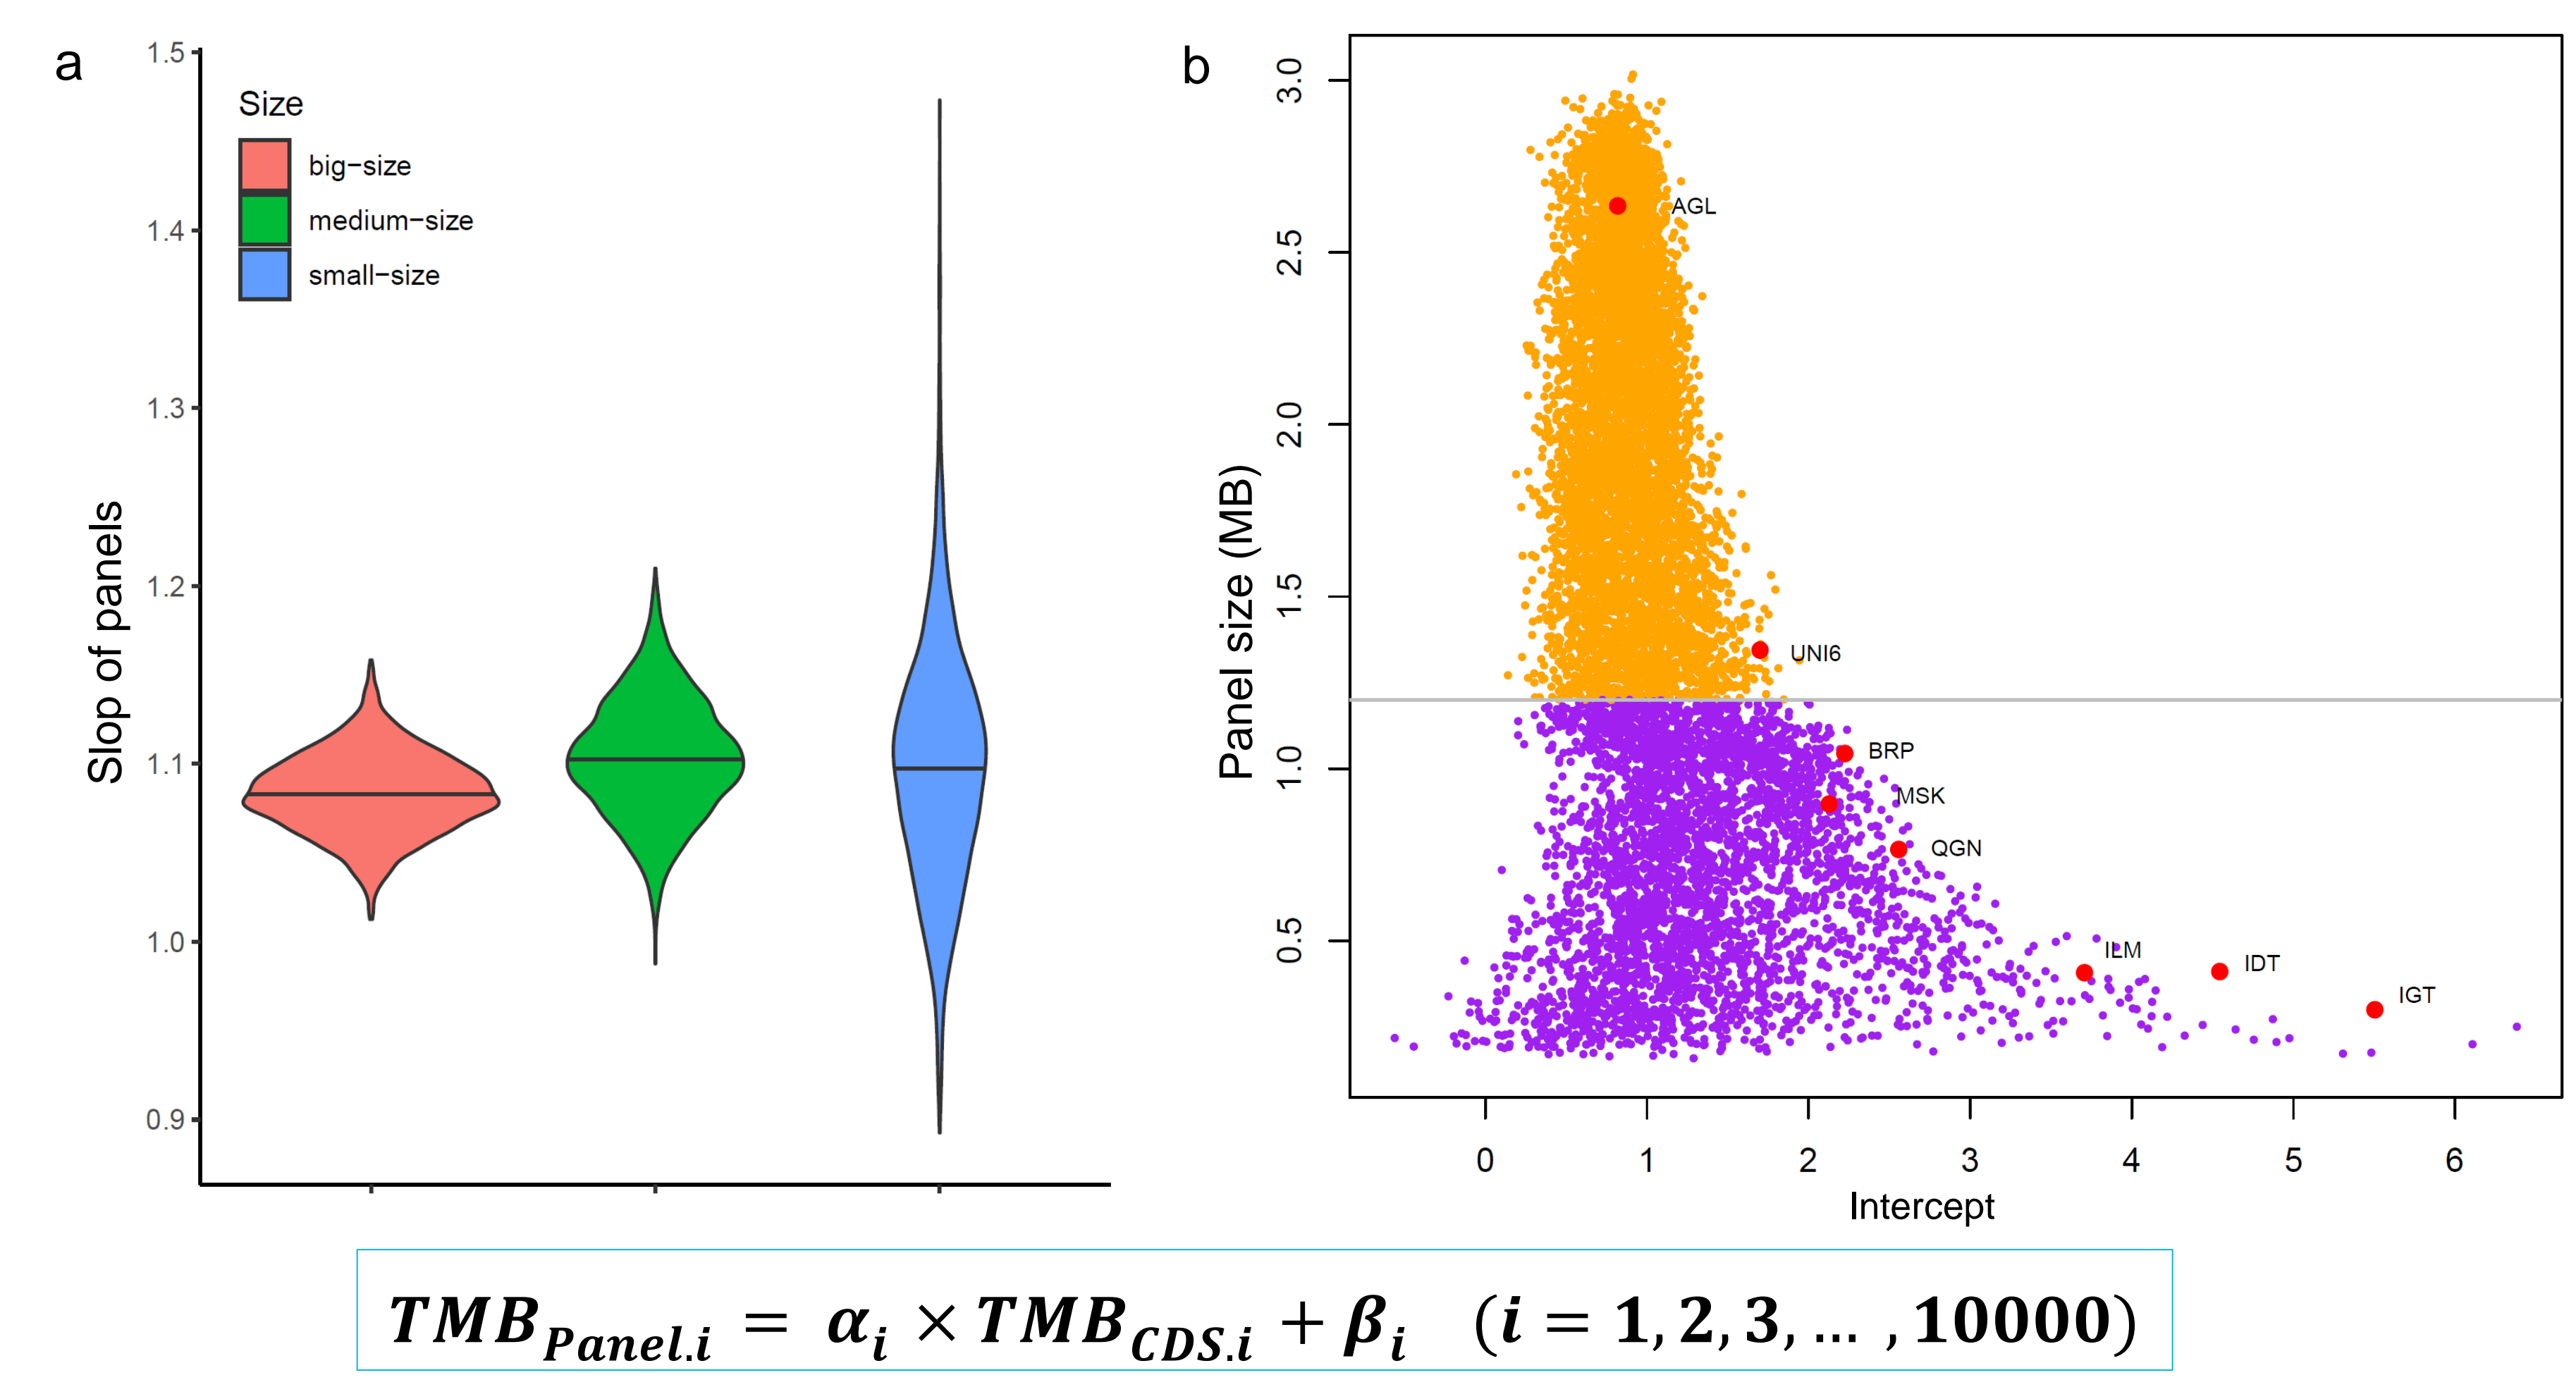 a
1.5
1.4
1.3
1.2
1.1
1.0
0.9
Slop of panels
Size
big−size
medium−size
small−size
b
3.0
2.5
2.0
1.5
1.0
0.5
Panel size (MB)
AGL
UNI6
BRP
MSK
QGN
ILM
IDT
IGT
0 1 2 3 4 5 6
Intercept
TMB_Panel.i = α_i × TMB_CDS.i + β_i (i = 1, 2, 3, … , 10000)